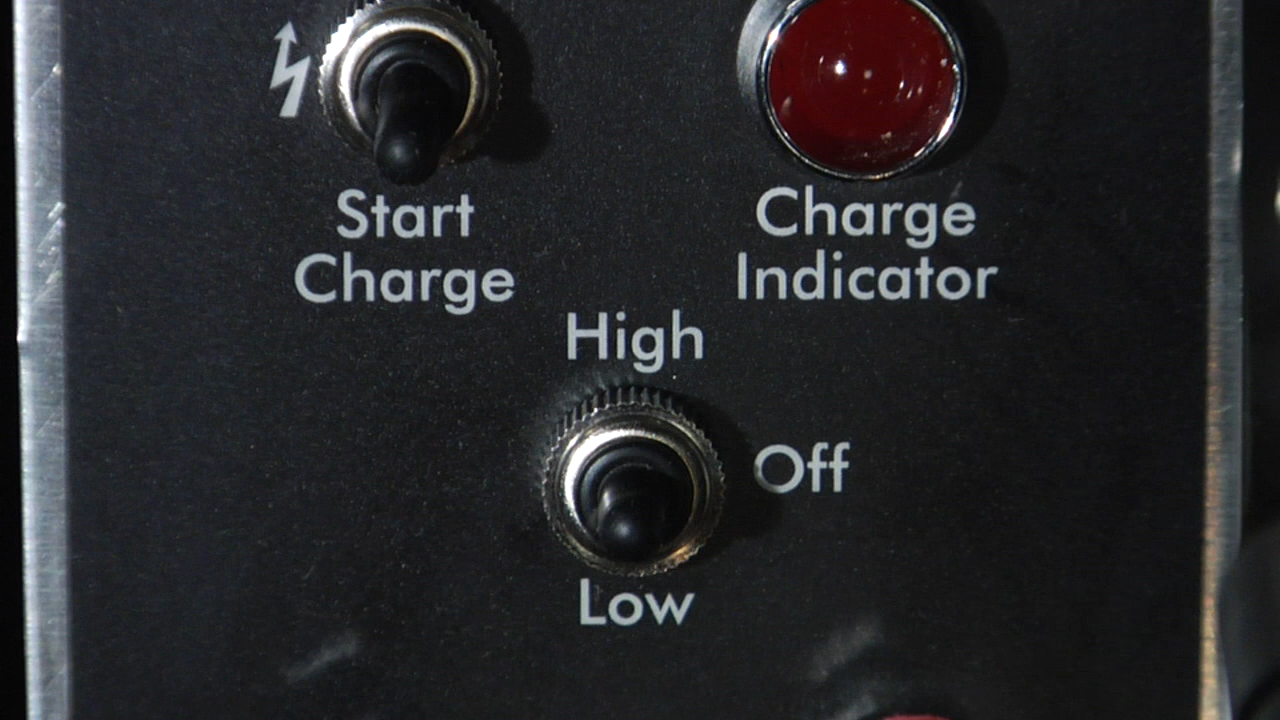 Start
Charge
Charge
Indicator
High
Off
Low